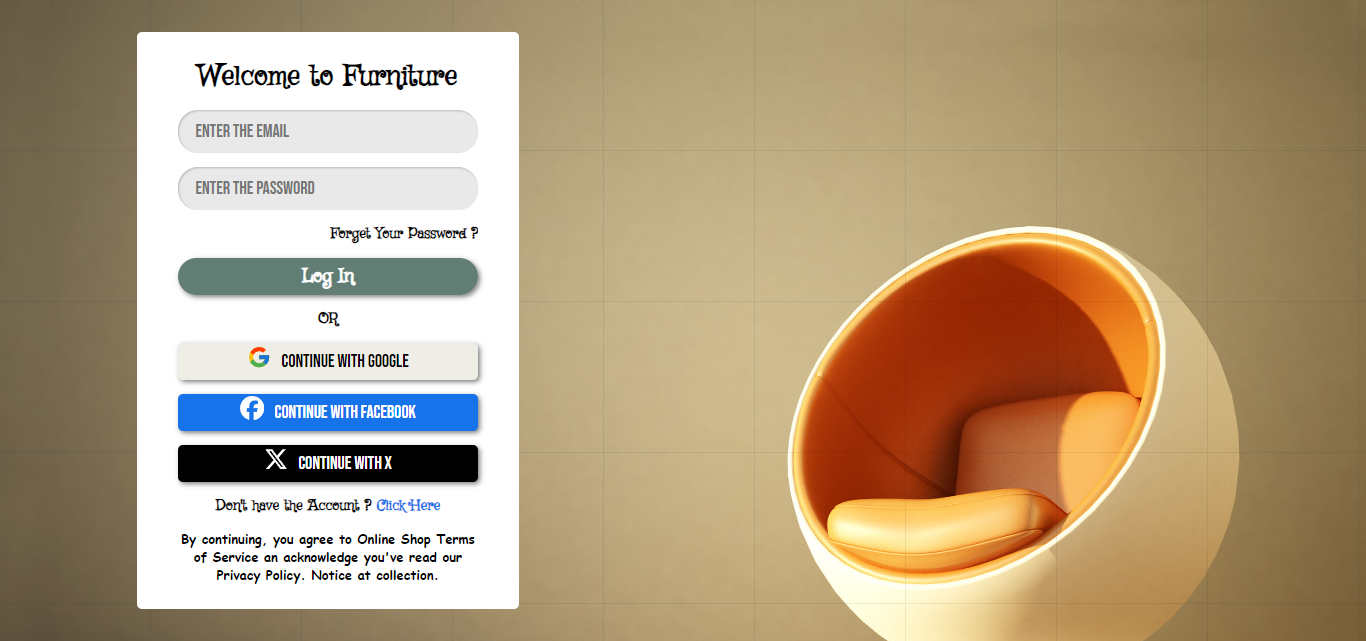 Welcome to Furniture
ENTER THE EMAIL
ENTER THE PASSWORD
Forget Your Password ?
Log In
OR
CONTINUE WITH GOOGLE
CONTINUE WITH FACEBOOK
CONTINUE WITH X
Don't have the Account ? Click Here
By continuing, you agree to Online Shop Terms
of Service an acknowledge you've read our
Privacy Policy. Notice at collection.